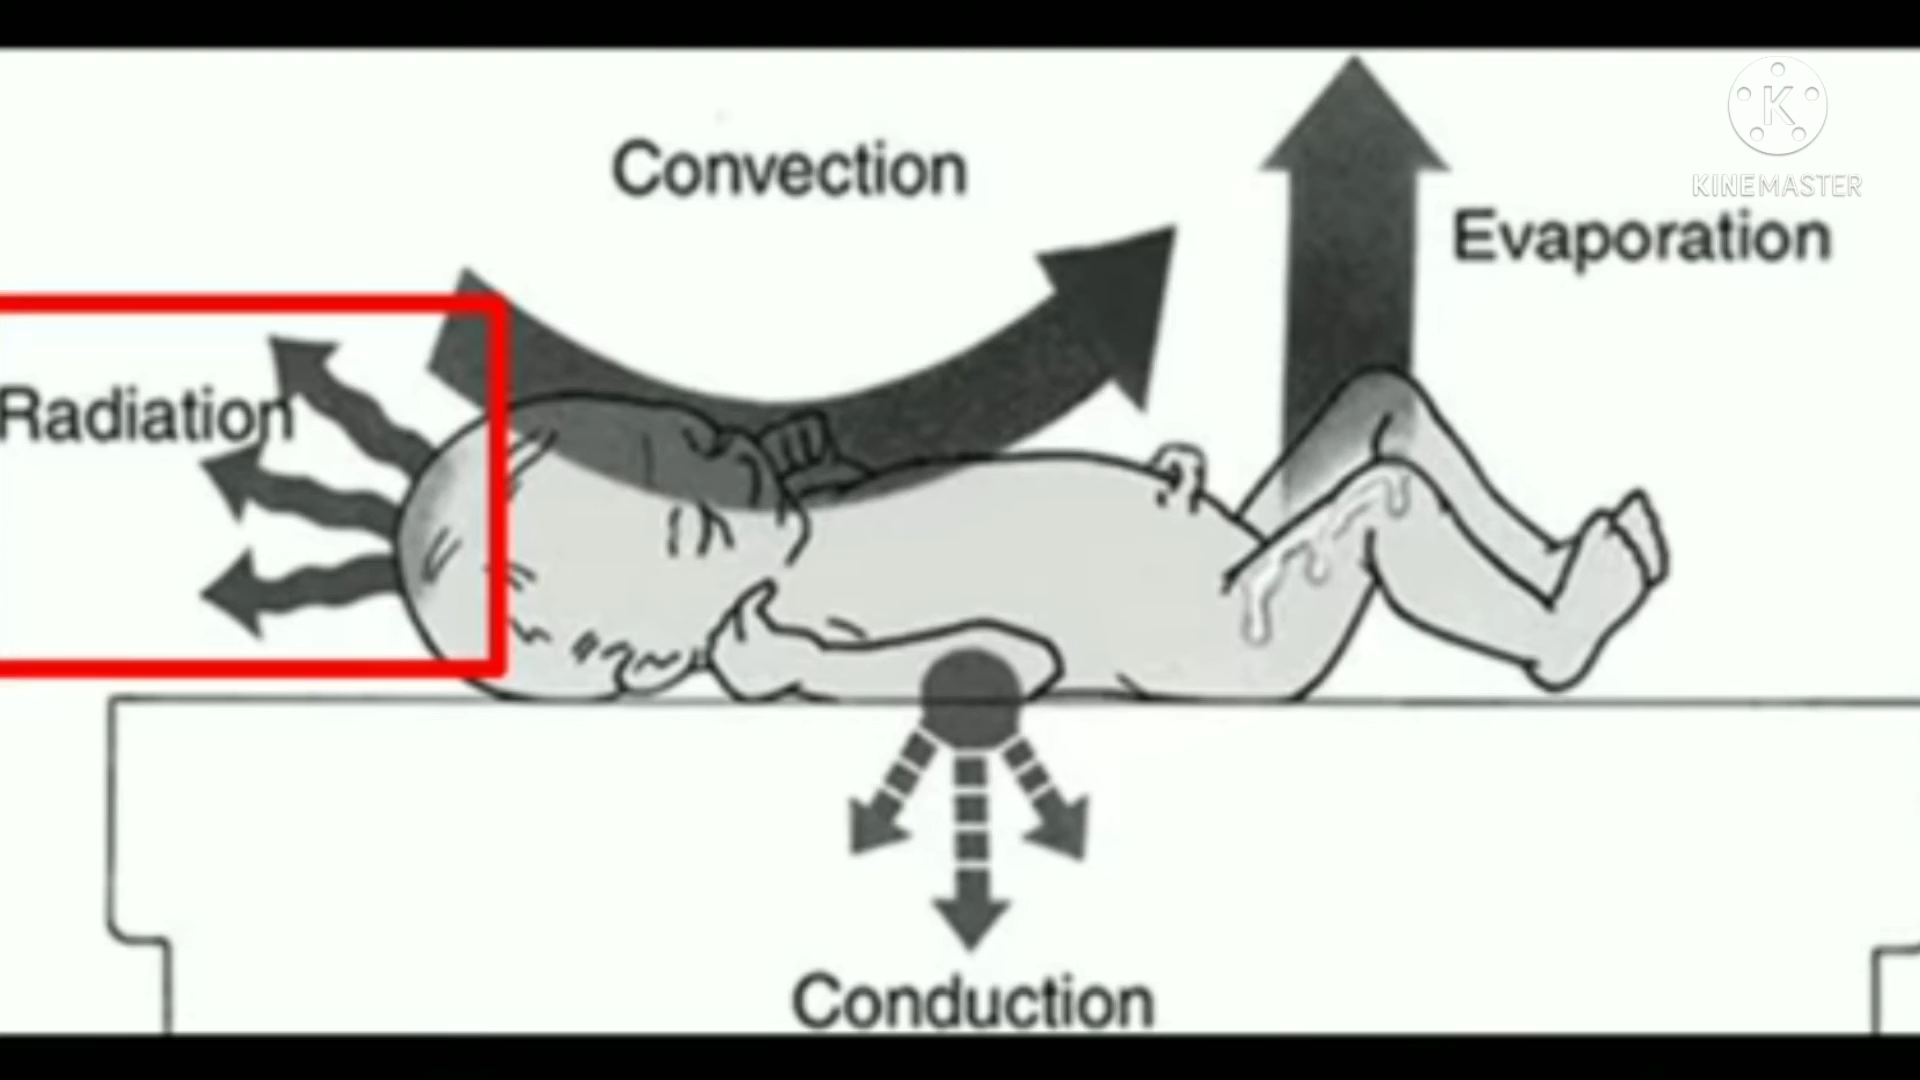 Convection
K
KINEMASTER
Evaporation
Radiation
Conduction